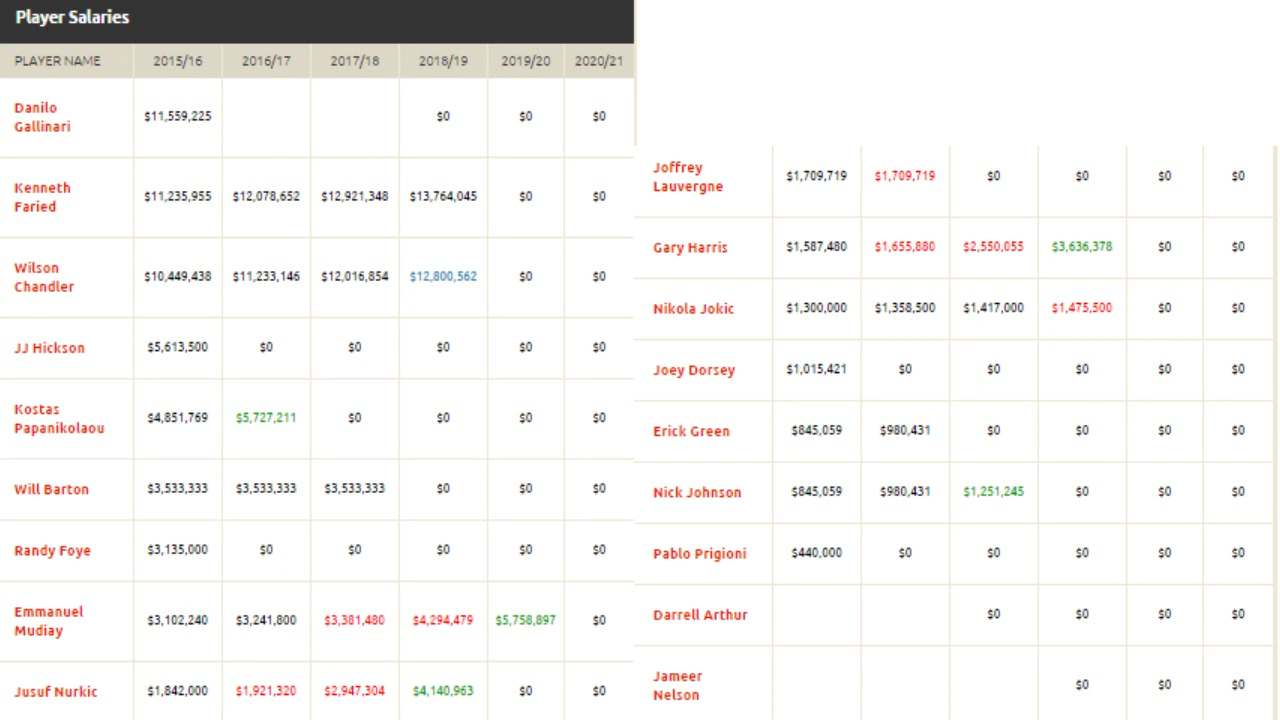 Player Salaries
PLAYER NAME 2015/16 2016/17 2017/18 2018/19 2019/20 2020/21
Danilo
Gallinari $11,559,225 $0 $0 $0
Kenneth
Faried $11,235,955 $12,078,652 $12,921,348 $13,764,045 $0 $0
Wilson
Chandler $10,449,438 $11,233,146 $12,016,854 $12,800,562 $0 $0
JJ Hickson $5,613,500 $0 $0 $0 $0 $0
Kostas
Papanikolaou $4,851,769 $5,727,211 $0 $0 $0 $0
Will Barton $3,533,333 $3,533,333 $3,533,333 $0 $0 $0
Randy Foye $3,135,000 $0 $0 $0 $0 $0
Emmanuel
Mudiay $3,102,240 $3,241,800 $3,381,480 $4,294,479 $5,758,897 $0
Jusuf Nurkic $1,842,000 $1,921,320 $2,947,304 $4,140,963 $0 $0
Joffrey
Lauvergne $1,709,719 $1,709,719 $0 $0 $0 $0
Gary Harris $1,587,480 $1,655,880 $2,550,055 $3,636,378 $0 $0
Nikola Jokic $1,300,000 $1,358,500 $1,417,000 $1,475,500 $0 $0
Joey Dorsey $1,015,421 $0 $0 $0 $0 $0
Erick Green $845,059 $980,431 $0 $0 $0 $0
Nick Johnson $845,059 $980,431 $1,251,245 $0 $0 $0
Pablo Prigioni $440,000 $0 $0 $0 $0 $0
Darrell Arthur $0 $0 $0 $0
Jameer
Nelson $0 $0 $0